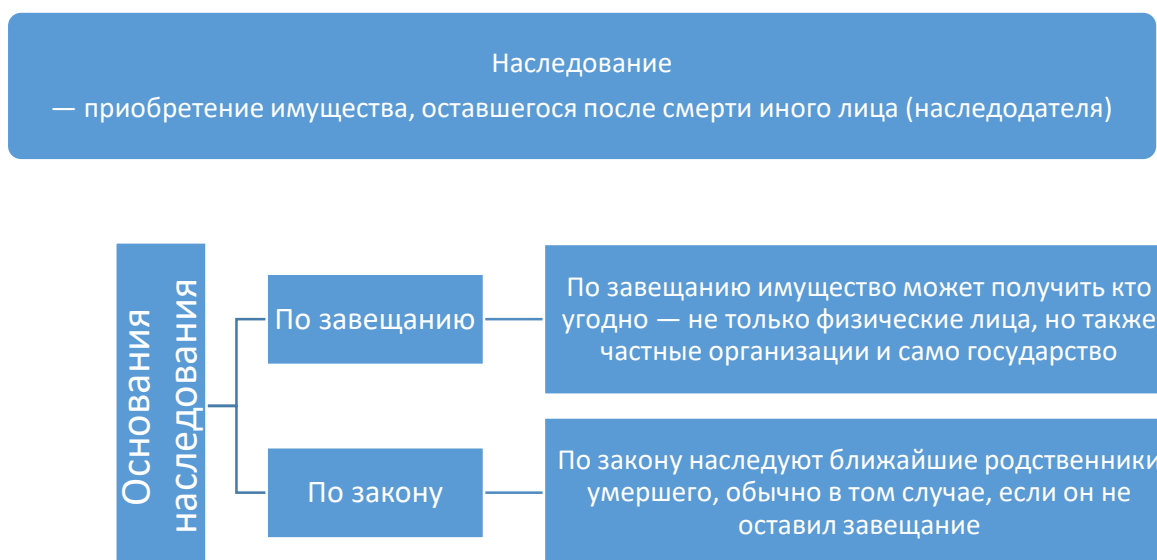 Наследование
— приобретение имущества, оставшегося после смерти иного лица (наследодателя)
Основания
наследования
По завещанию
По завещанию имущество может получить кто
угодно — не только физические лица, но также
частные организации и само государство
По закону
По закону наследуют ближайшие родственники
умершего, обычно в том случае, если он не
оставил завещание